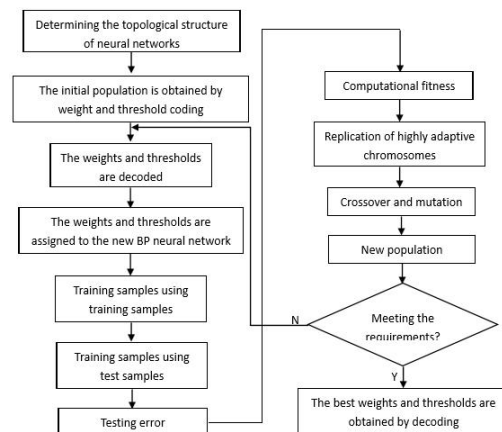 Determining the topological structure
of neural networks
The initial population is obtained by
weight and threshold coding
The weights and thresholds
are decoded
The weights and thresholds are
assigned to the new BP neural network
Training samples using
training samples
Training samples using
test samples
Testing error
Computational fitness
Replication of highly adaptive
chromosomes
Crossover and mutation
New population
Meeting the
requirements?
N
Y
The best weights and thresholds are
obtained by decoding